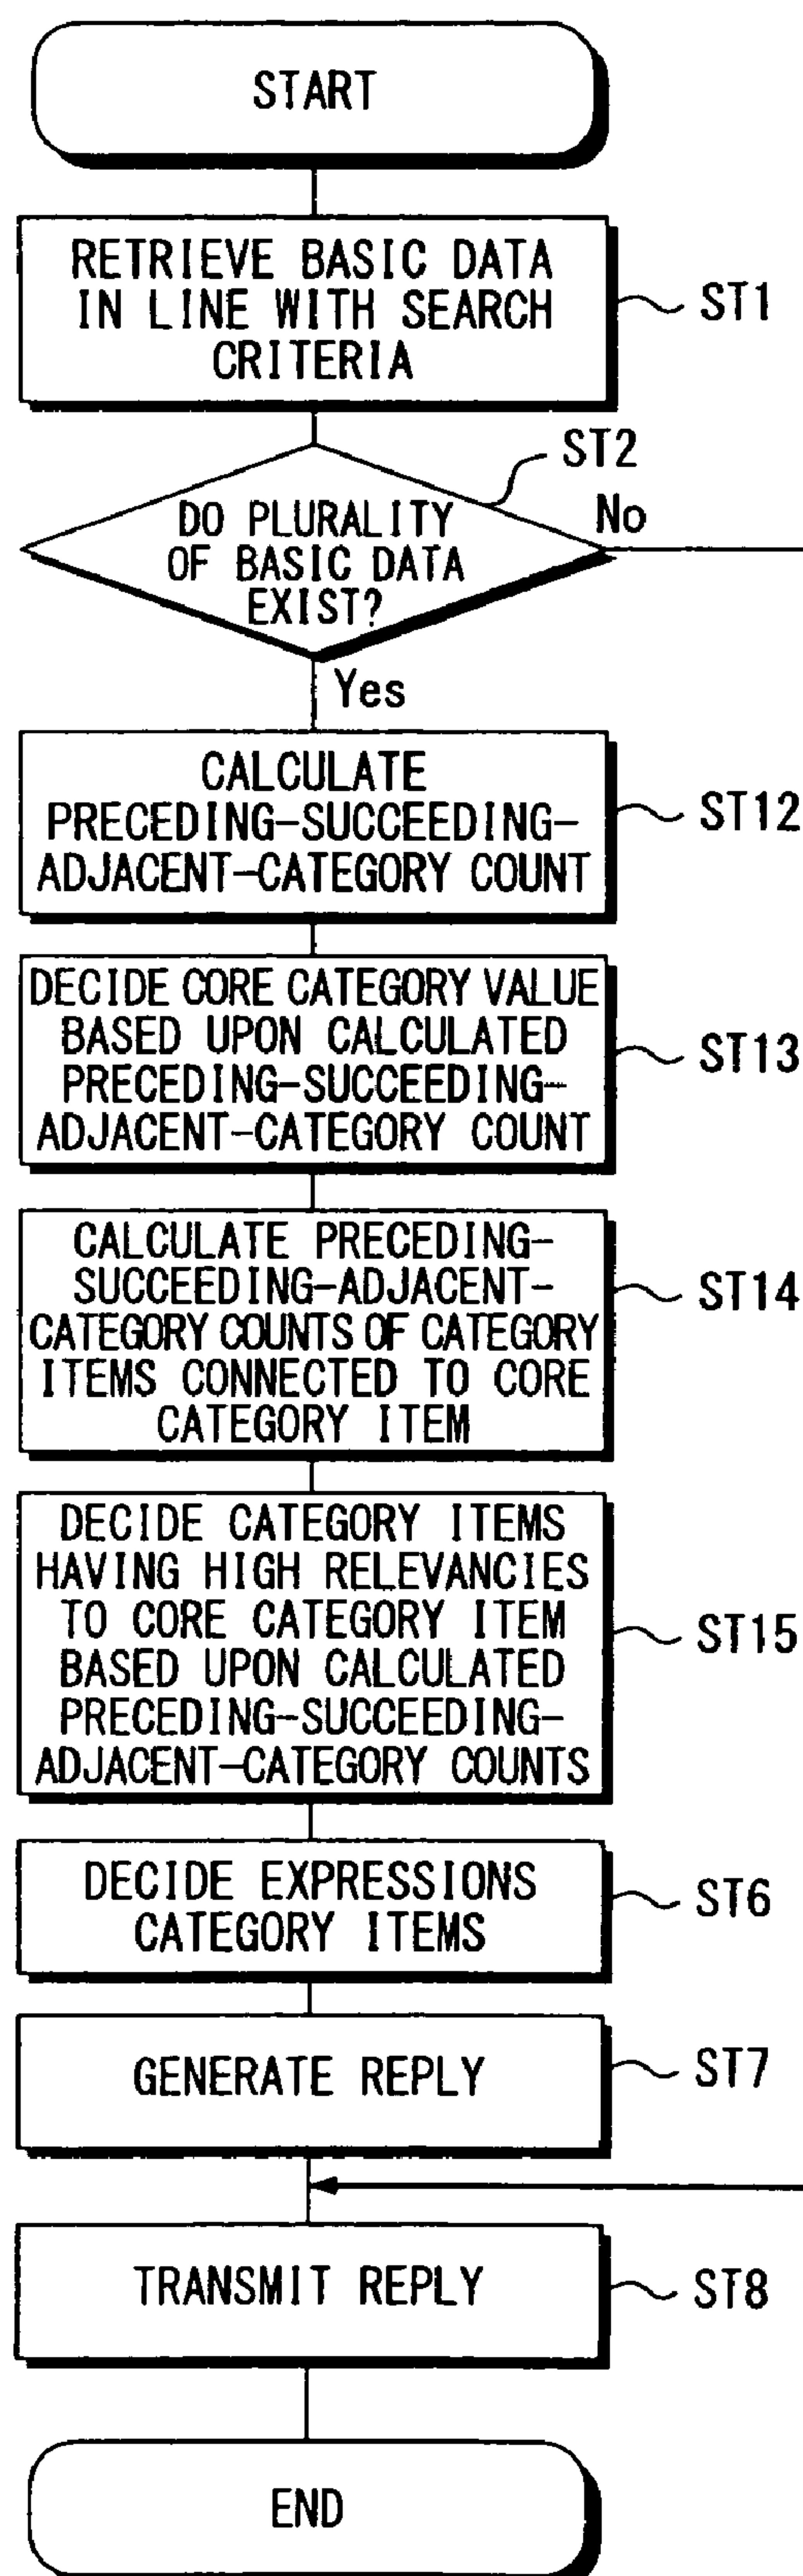 START
RETRIEVE BASIC DATA
IN LINE WITH SEARCH
CRITERIA
ST1
ST2
DO PLURALITY
OF BASIC DATA
EXIST?
No
Yes
CALCULATE
PRECEDING-SUCCEEDING-
ADJACENT-CATEGORY COUNT
ST12
DECIDE CORE CATEGORY VALUE
BASED UPON CALCULATED
PRECEDING-SUCCEEDING-
ADJACENT-CATEGORY COUNT
ST13
CALCULATE PRECEDING-
SUCCEEDING-ADJACENT-
CATEGORY COUNTS OF CATEGORY
ITEMS CONNECTED TO CORE
CATEGORY ITEM
ST14
DECIDE CATEGORY ITEMS
HAVING HIGH RELEVANCIES
TO CORE CATEGORY ITEM
BASED UPON CALCULATED
PRECEDING-SUCCEEDING-
ADJACENT-CATEGORY COUNTS
ST15
DECIDE EXPRESSIONS
CATEGORY ITEMS
ST6
GENERATE REPLY
ST7
TRANSMIT REPLY
ST8
END